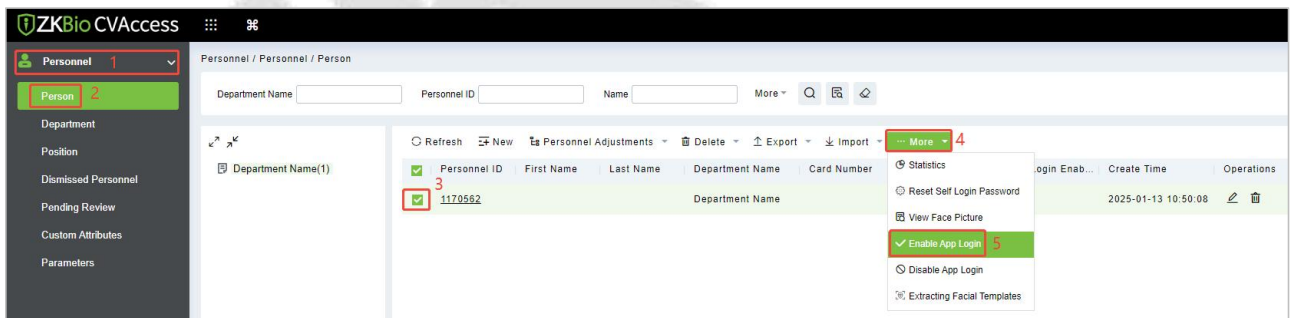 ZKBio CVAccess
Personnel 1
Personnel / Personnel / Person
Person 2
Department Name Personnel ID Name More
Department
Position
Dismissed Personnel
Pending Review
Custom Attributes
Parameters
Department Name(1)
Refresh New Personnel Adjustments Delete Export Import ··· More 4
Personnel ID First Name Last Name Department Name Card Number ogin Enab... Create Time Operations
3
1170562 Department Name 2025-01-13 10:50:08
Statistics
Reset Self Login Password
View Face Picture
Enable App Login 5
Disable App Login
Extracting Facial Templates